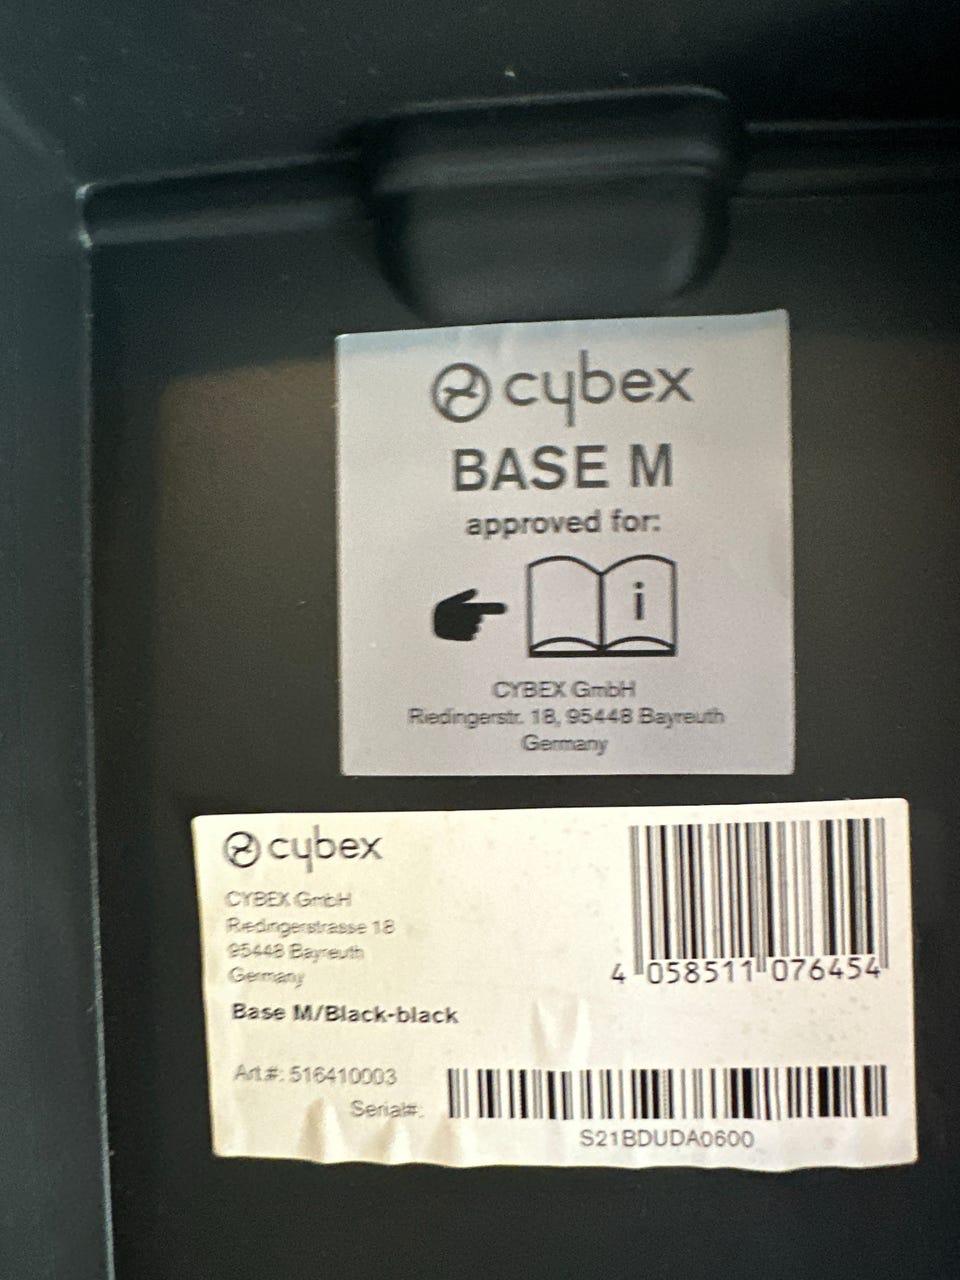 cybex
BASE M
approved for:
i
CYBEX GmbH
Riedingerstr. 18, 95448 Bayreuth
Germany
cybex
CYBEX GmbH
Riedingerstrasse 18
95448 Bayreuth
Germany
4 058511 076454
Base M/Black-black
Art.#: 516410003
Serial#:
S21BDUDA0600